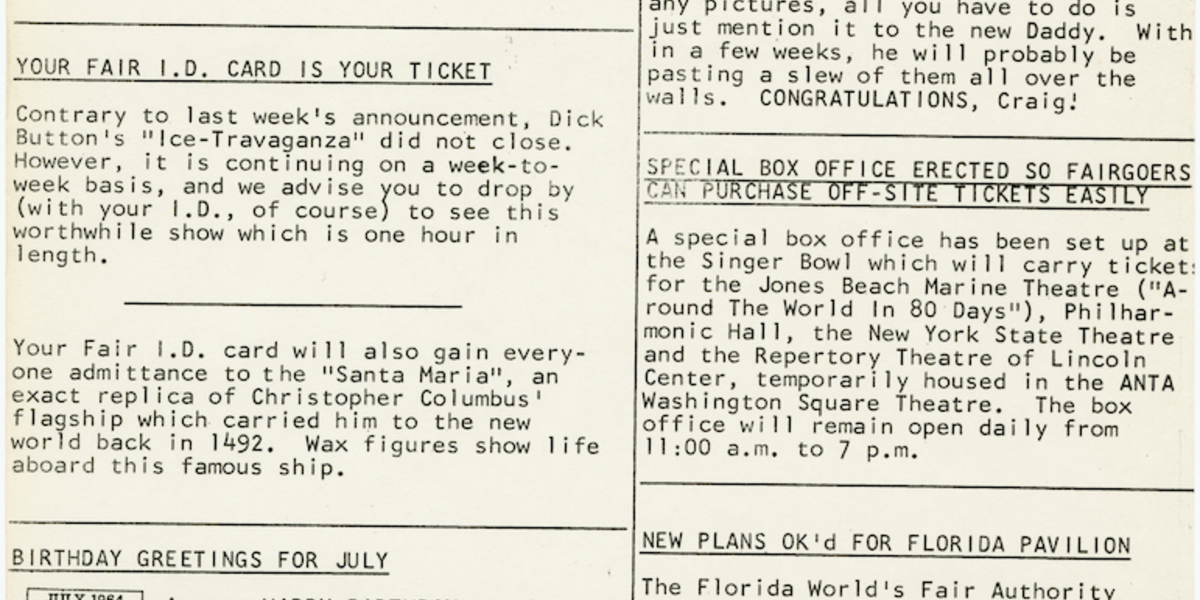 YOUR FAIR I.D. CARD IS YOUR TICKET
Contrary to last week's announcement, Dick
Button's "Ice-Travaganza" did not close.
However, it is continuing on a week-to-
week basis, and we advise you to drop by
(with your I.D., of course) to see this
worthwhile show which is one hour in
length.
Your Fair I.D. card will also gain every-
one admittance to the "Santa Maria", an
exact replica of Christopher Columbus'
flagship which carried him to the new
world back in 1492. Wax figures show life
aboard this famous ship.
BIRTHDAY GREETINGS FOR JULY
JULY 1964
any pictures, all you have to do is
just mention it to the new Daddy. With
in a few weeks, he will probably be
pasting a slew of them all over the
walls. CONGRATULATIONS, Craig!
SPECIAL BOX OFFICE ERECTED SO FAIRGOERS
CAN PURCHASE OFF-SITE TICKETS EASILY
A special box office has been set up at
the Singer Bowl which will carry tickets
for the Jones Beach Marine Theatre ("A-
round The World In 80 Days"), Philhar-
monic Hall, the New York State Theatre
and the Repertory Theatre of Lincoln
Center, temporarily housed in the ANTA
Washington Square Theatre. The box
office will remain open daily from
11:00 a.m. to 7 p.m.
NEW PLANS OK'd FOR FLORIDA PAVILION
The Florida World's Fair Authority